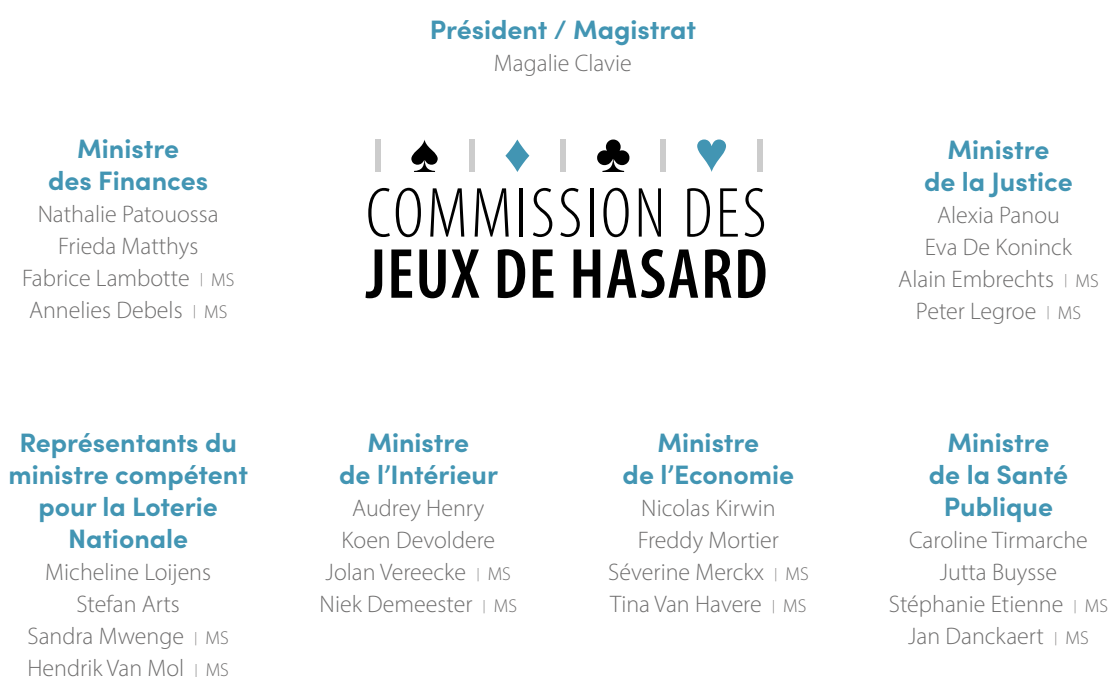 Président / Magistrat
Magalie Clavie
Ministre
des Finances
Nathalie Patouossa
Frieda Matthys
Fabrice Lambotte | MS
Annelies Debels | MS
COMMISSION DES
JEUX DE HASARD
Ministre
de la Justice
Alexia Panou
Eva De Koninck
Alain Embrechts | MS
Peter Legroe | MS
Représentants du
ministre compétent
pour la Loterie
Nationale
Micheline Loijens
Stefan Arts
Sandra Mwenge | MS
Hendrik Van Mol | MS
Ministre
de l'Intérieur
Audrey Henry
Koen Devoldere
Jolan Vereecke | MS
Niek Demeester | MS
Ministre
de l'Economie
Nicolas Kirwin
Freddy Mortier
Séverine Merckx | MS
Tina Van Havere | MS
Ministre
de la Santé
Publique
Caroline Tirmarche
Jutta Buysse
Stéphanie Etienne | MS
Jan Danckaert | MS